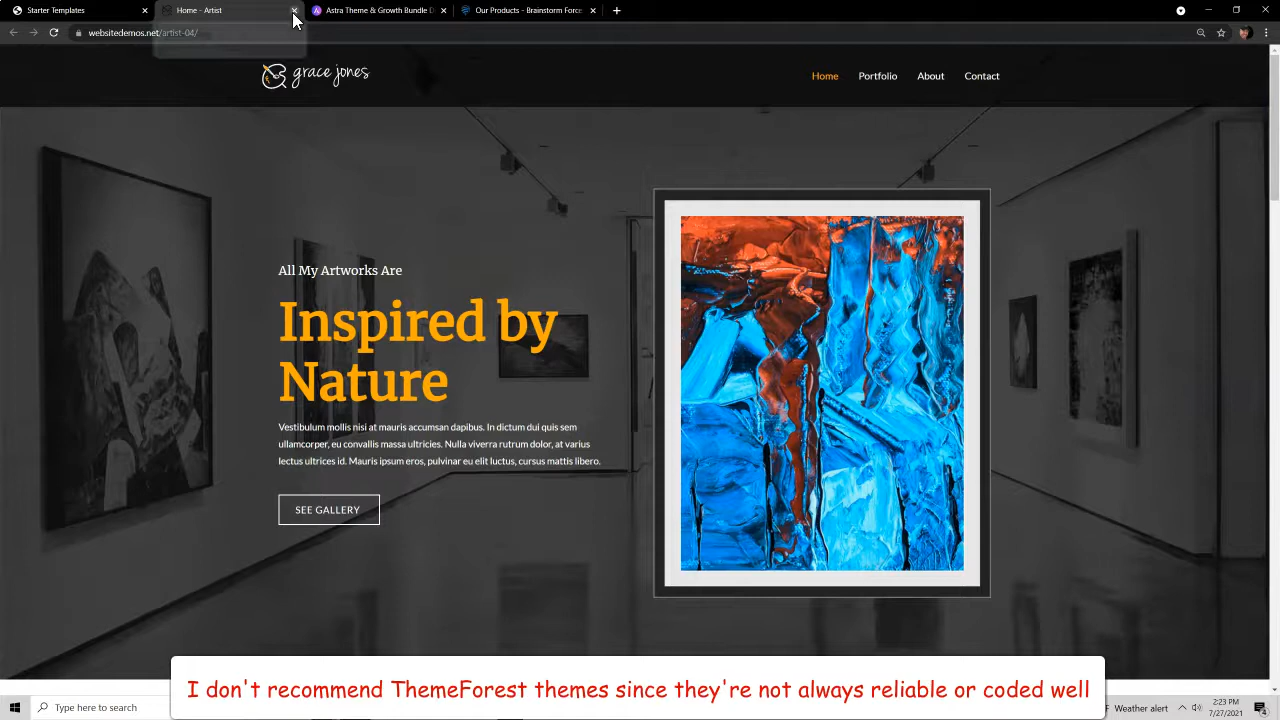 Starter Templates
Home - Artist
Astra Theme & Growth Bundle D
Our Products - Brainstorm Force
websitedemos.net/artist-04/
grace jones
Home
Portfolio
About
Contact
All My Artworks Are
Inspired by
Nature
Vestibulum mollis nisi at mauris accumsan dapibus. In dictum dui quis sem
ullamcorper, eu convallis massa ultricies. Nulla viverra rutrum dolor, at varius
lectus ultrices id. Mauris ipsum eros, pulvinar eu elit luctus, cursus mattis libero.
SEE GALLERY
I don't recommend ThemeForest themes since they're not always reliable or coded well
Type here to search
F Weather alert
2:23 PM
7/27/2021
4